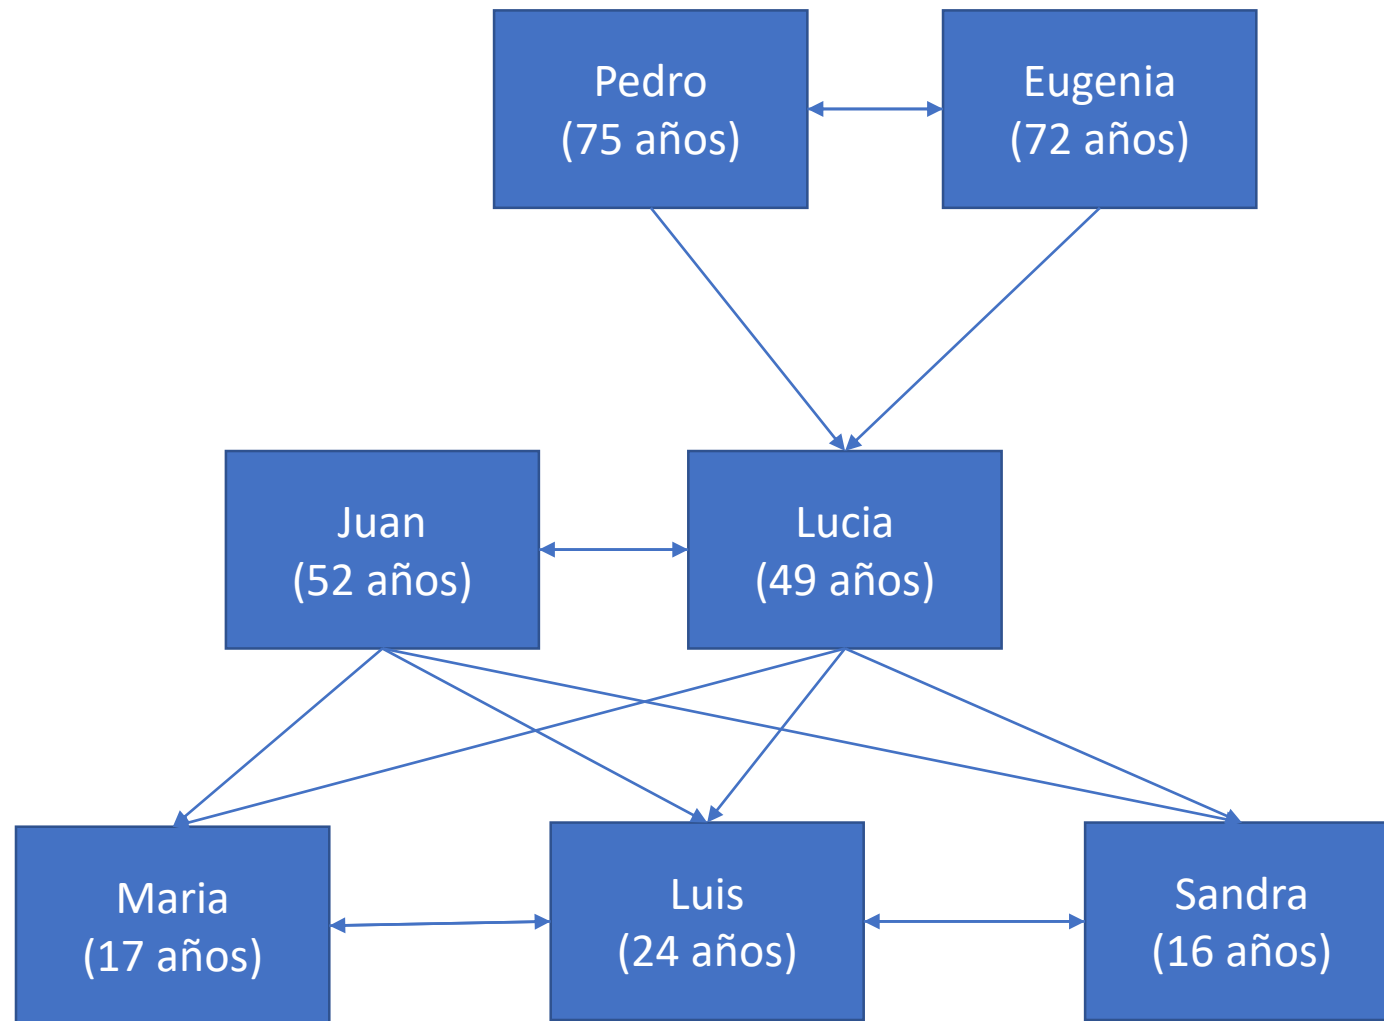 Pedro
(75 años)
Eugenia
(72 años)
Juan
(52 años)
Lucia
(49 años)
Maria
(17 años)
Luis
(24 años)
Sandra
(16 años)